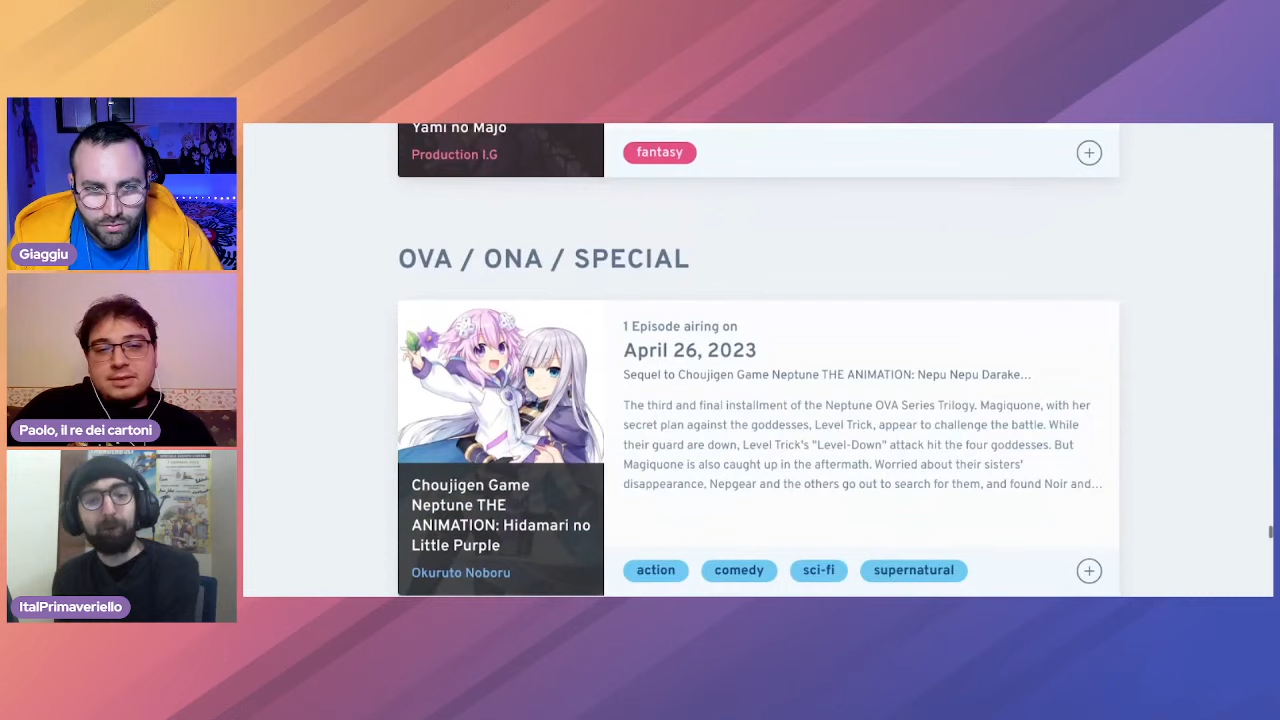 Giaggiu
Paolo, il re dei cartoni
ItalPrimaveriello
Yami no Majo
Production I.G
fantasy
OVA / ONA / SPECIAL
1 Episode airing on
April 26, 2023
Sequel to Choujigen Game Neptune THE ANIMATION: Nepu Nepu Darake...
The third and final installment of the Neptune OVA Series Trilogy. Magiquone, with her
secret plan against the goddesses, Level Trick, appear to challenge the battle. While
their guard are down, Level Trick's "Level-Down" attack hit the four goddesses. But
Magiquone is also caught up in the aftermath. Worried about their sisters'
disappearance, Nepgear and the others go out to search for them, and found Noir and...
Choujigen Game
Neptune THE
ANIMATION: Hidamari no
Little Purple
Okuruto Noboru
action
comedy
sci-fi
supernatural